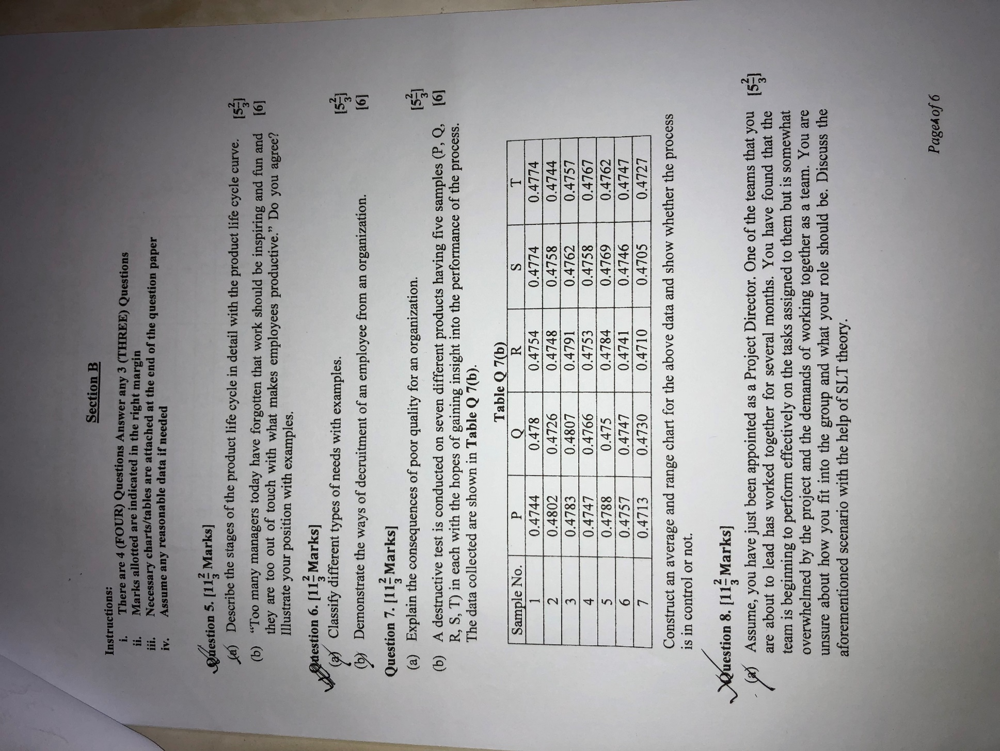 Section B
Instructions:
i. There are 4 (FOUR) Questions Answer any 3 (THREE) Questions
ii. Marks allotted are indicated in the right margin
iii. Necessary charts/tables are attached at the end of the question paper
iv. Assume any reasonable data if needed
Question 5. [11 2/3 Marks]
(a) Describe the stages of the product life cycle in detail with the product life cycle curve. [5 2/3]
(b) “Too many managers today have forgotten that work should be inspiring and fun and [6]
they are too out of touch with what makes employees productive.” Do you agree?
Illustrate your position with examples.
Question 6. [11 2/3 Marks]
(a) Classify different types of needs with examples. [5 2/3]
(b) Demonstrate the ways of decruitment of an employee from an organization. [6]
Question 7. [11 2/3 Marks]
(a) Explain the consequences of poor quality for an organization. [5 2/3]
(b) A destructive test is conducted on seven different products having five samples (P, Q, [6]
R, S, T) in each with the hopes of gaining insight into the performance of the process.
The data collected are shown in Table Q 7(b).
Table Q 7(b)
Sample No. P Q R S T
1 0.4744 0.478 0.4754 0.4774 0.4774
2 0.4802 0.4726 0.4748 0.4758 0.4744
3 0.4783 0.4807 0.4791 0.4762 0.4757
4 0.4747 0.4766 0.4753 0.4758 0.4767
5 0.4788 0.475 0.4784 0.4769 0.4762
6 0.4757 0.4747 0.4741 0.4746 0.4747
7 0.4713 0.4730 0.4710 0.4705 0.4727
Construct an average and range chart for the above data and show whether the process
is in control or not.
Question 8. [11 2/3 Marks]
(a) Assume, you have just been appointed as a Project Director. One of the teams that you [5 2/3]
are about to lead has worked together for several months. You have found that the
team is beginning to perform effectively on the tasks assigned to them but is somewhat
overwhelmed by the project and the demands of working together as a team. You are
unsure about how you fit into the group and what your role should be. Discuss the
aforementioned scenario with the help of SLT theory.
Page4 of 6